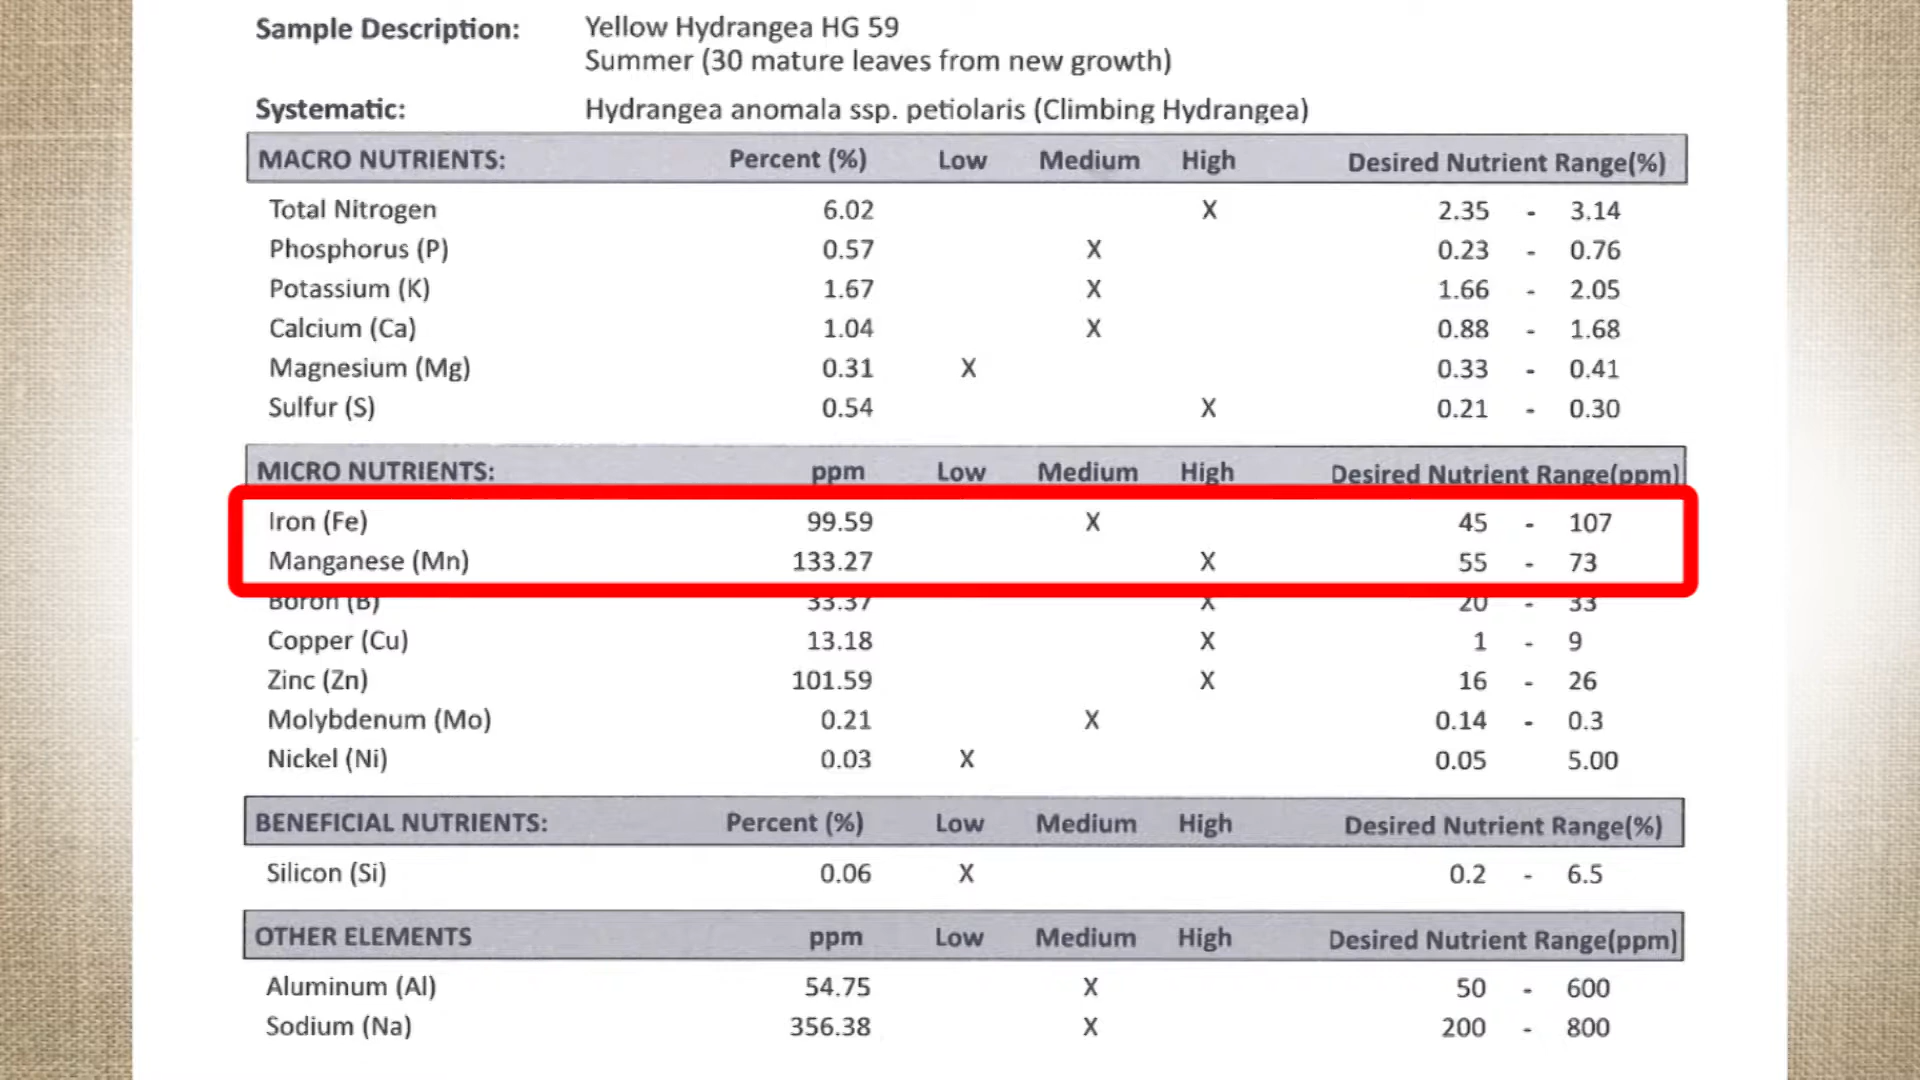 Sample Description: Yellow Hydrangea HG 59
Summer (30 mature leaves from new growth)
Systematic: Hydrangea anomala ssp. petiolaris (Climbing Hydrangea)
MACRO NUTRIENTS: Percent (%) Low Medium High Desired Nutrient Range(%)
Total Nitrogen 6.02 X 2.35 - 3.14
Phosphorus (P) 0.57 X 0.23 - 0.76
Potassium (K) 1.67 X 1.66 - 2.05
Calcium (Ca) 1.04 X 0.88 - 1.68
Magnesium (Mg) 0.31 X 0.33 - 0.41
Sulfur (S) 0.54 X 0.21 - 0.30
MICRO NUTRIENTS: ppm Low Medium High Desired Nutrient Range(ppm)
Iron (Fe) 99.59 X 45 - 107
Manganese (Mn) 133.27 X 55 - 73
Boron (B) 33.37 X 20 - 33
Copper (Cu) 13.18 X 1 - 9
Zinc (Zn) 101.59 X 16 - 26
Molybdenum (Mo) 0.21 X 0.14 - 0.3
Nickel (Ni) 0.03 X 0.05 5.00
BENEFICIAL NUTRIENTS: Percent (%) Low Medium High Desired Nutrient Range(%)
Silicon (Si) 0.06 X 0.2 - 6.5
OTHER ELEMENTS ppm Low Medium High Desired Nutrient Range(ppm)
Aluminum (Al) 54.75 X 50 - 600
Sodium (Na) 356.38 X 200 - 800